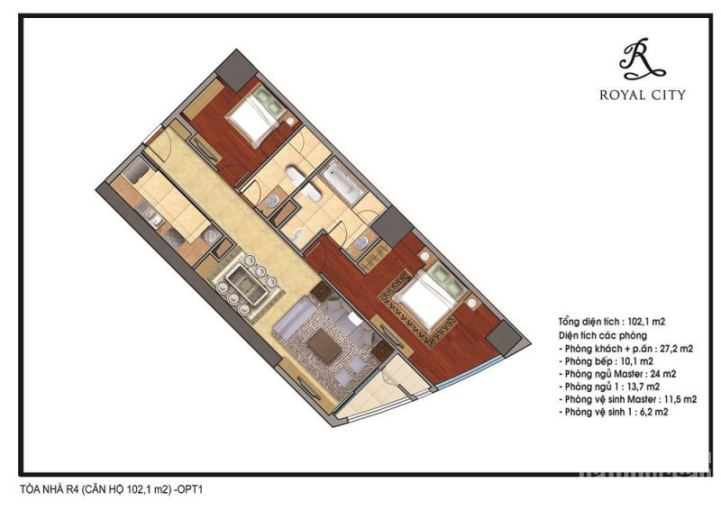 R
ROYAL CITY
Tổng diện tích : 102,1 m2
Diện tích các phòng
- Phòng khách + p.ăn : 27,2 m2
- Phòng bếp : 10,1 m2
- Phòng ngủ Master : 24 m2
- Phòng ngủ 1 : 13,7 m2
- Phòng vệ sinh Master : 11,5 m2
- Phòng vệ sinh 1 : 6,2 m2
TÒA NHÀ R4 (CĂN HỘ 102,1 m2) -OPT1